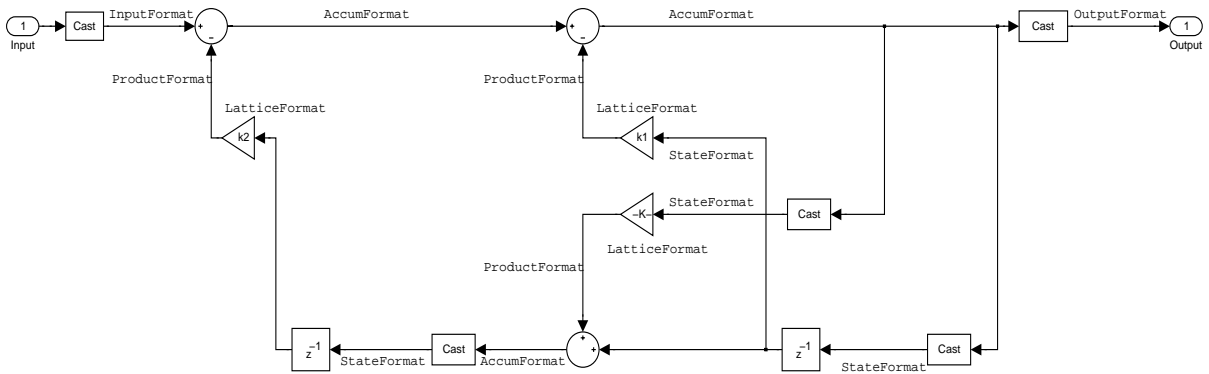 InputFormat
AccumFormat
AccumFormat
OutputFormat
1
Cast
+
−
+
−
Cast
1
Input
Output
ProductFormat
ProductFormat
LatticeFormat
LatticeFormat
k2
k1
StateFormat
StateFormat
−K−
Cast
LatticeFormat
ProductFormat
+
+
z−1
Cast
z−1
Cast
StateFormat
AccumFormat
StateFormat